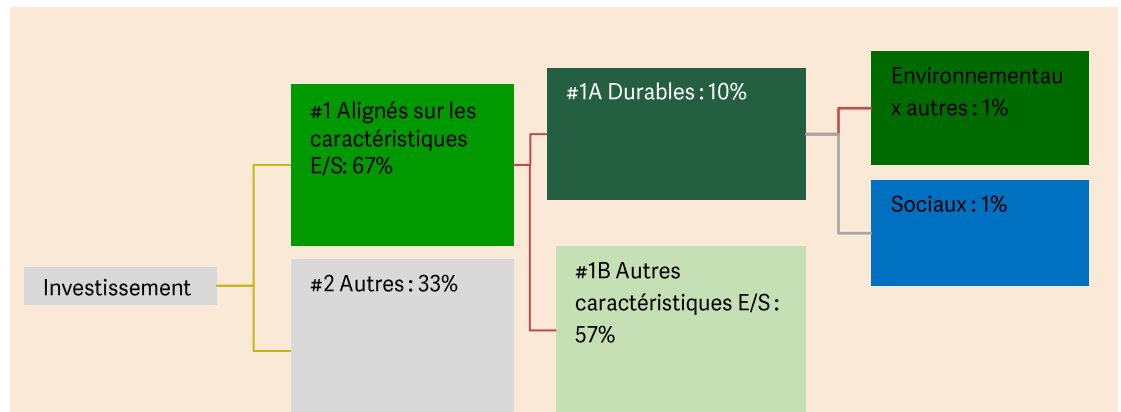 Investissement
#1 Alignés sur les
caractéristiques
E/S: 67%
#2 Autres : 33%
#1A Durables : 10%
#1B Autres
caractéristiques E/S :
57%
Environnementau
x autres : 1%
Sociaux : 1%